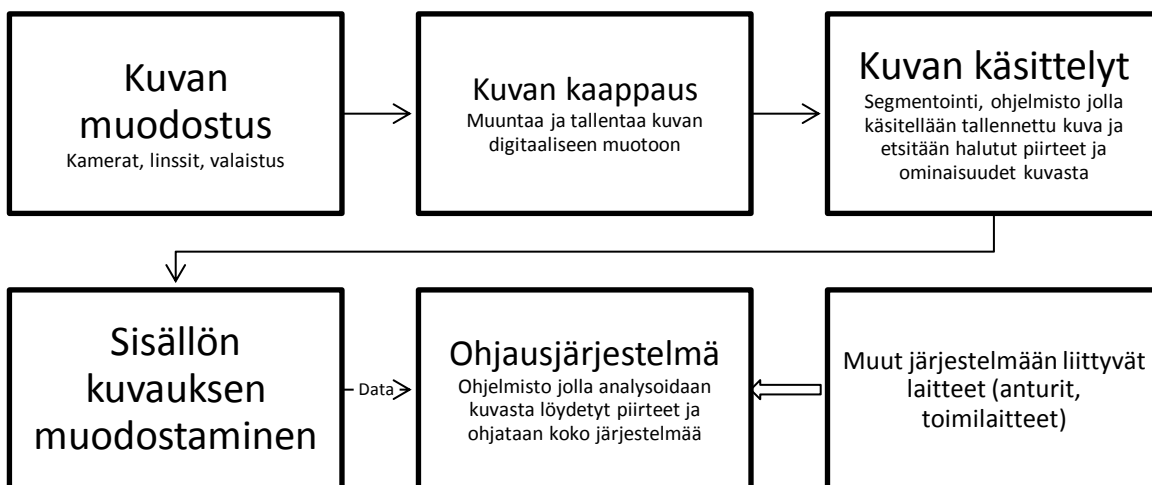 Kuvan
muodostus
Kamerat, linssit, valaistus
Kuvan kaappaus
Muuntaa ja tallentaa kuvan
digitaaliseen muotoon
Kuvan käsittelyt
Segmentointi, ohjelmisto jolla
käsitellään tallennettu kuva ja
etsitään halutut piirteet ja
ominaisuudet kuvasta
Sisällön
kuvauksen
muodostaminen
Data
Ohjausjärjestelmä
Ohjelmisto jolla analysoidaan
kuvasta löydetyt piirteet ja
ohjataan koko järjestelmää
Muut järjestelmään liittyvät
laitteet (anturit,
toimilaitteet)